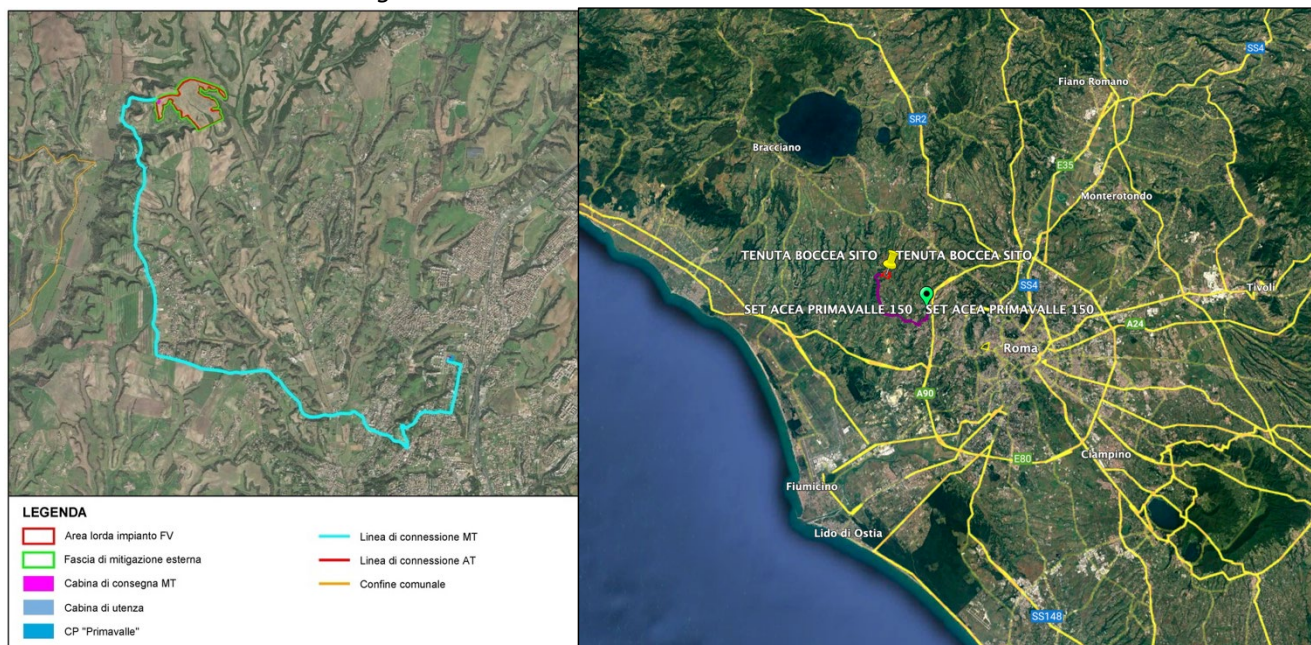 LEGENDA
Area lorda impianto FV
Fascia di mitigazione esterna
Cabina di consegna MT
Cabina di utenza
CP "Primavalle"
Linea di connessione MT
Linea di connessione AT
Confine comunale
SS4
Fiano Romano
SR2
Bracciano
E35
Monterotondo
TENUTA BOCCEA SITO TENUTA BOCCEA SITO
SS4
Tivoli
SET ACEA PRIMAVALLE 150 SET ACEA PRIMAVALLE 150
A24
Roma
A90
Ciampino
E80
Fiumicino
Lido di Ostia
SS148